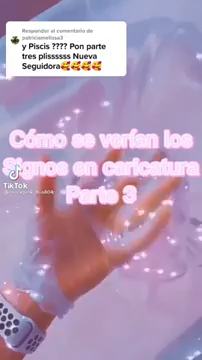 Responder al comentario de
patriciamellosa3
y Piscis ???? Pon parte
tres plissssss Nueva
Seguidora🥰🥰🥰🥰
Cómo se verían los
Signos en caricatura
Parte 3
TikTok